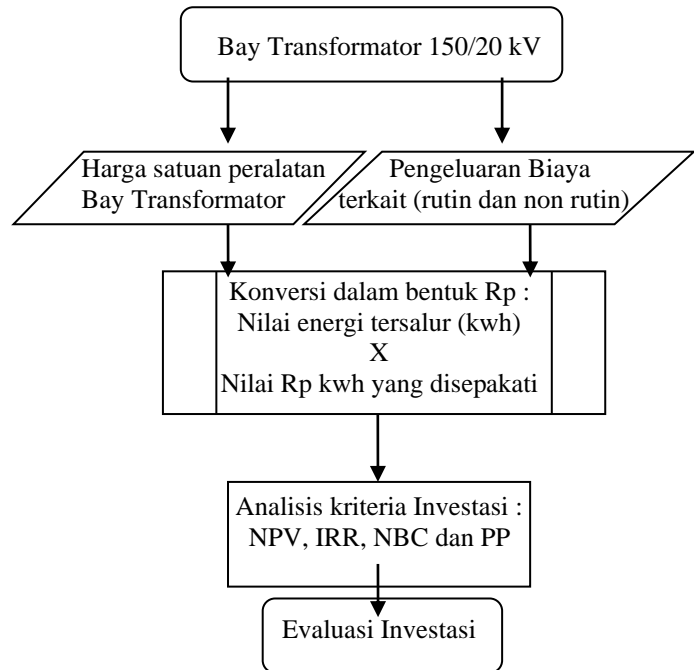 Bay Transformator 150/20 kV
Harga satuan peralatan
Bay Transformator
Pengeluaran Biaya
terkait (rutin dan non rutin)
Konversi dalam bentuk Rp :
Nilai energi tersalur (kwh)
X
Nilai Rp kwh yang disepakati
Analisis kriteria Investasi :
NPV, IRR, NBC dan PP
Evaluasi Investasi